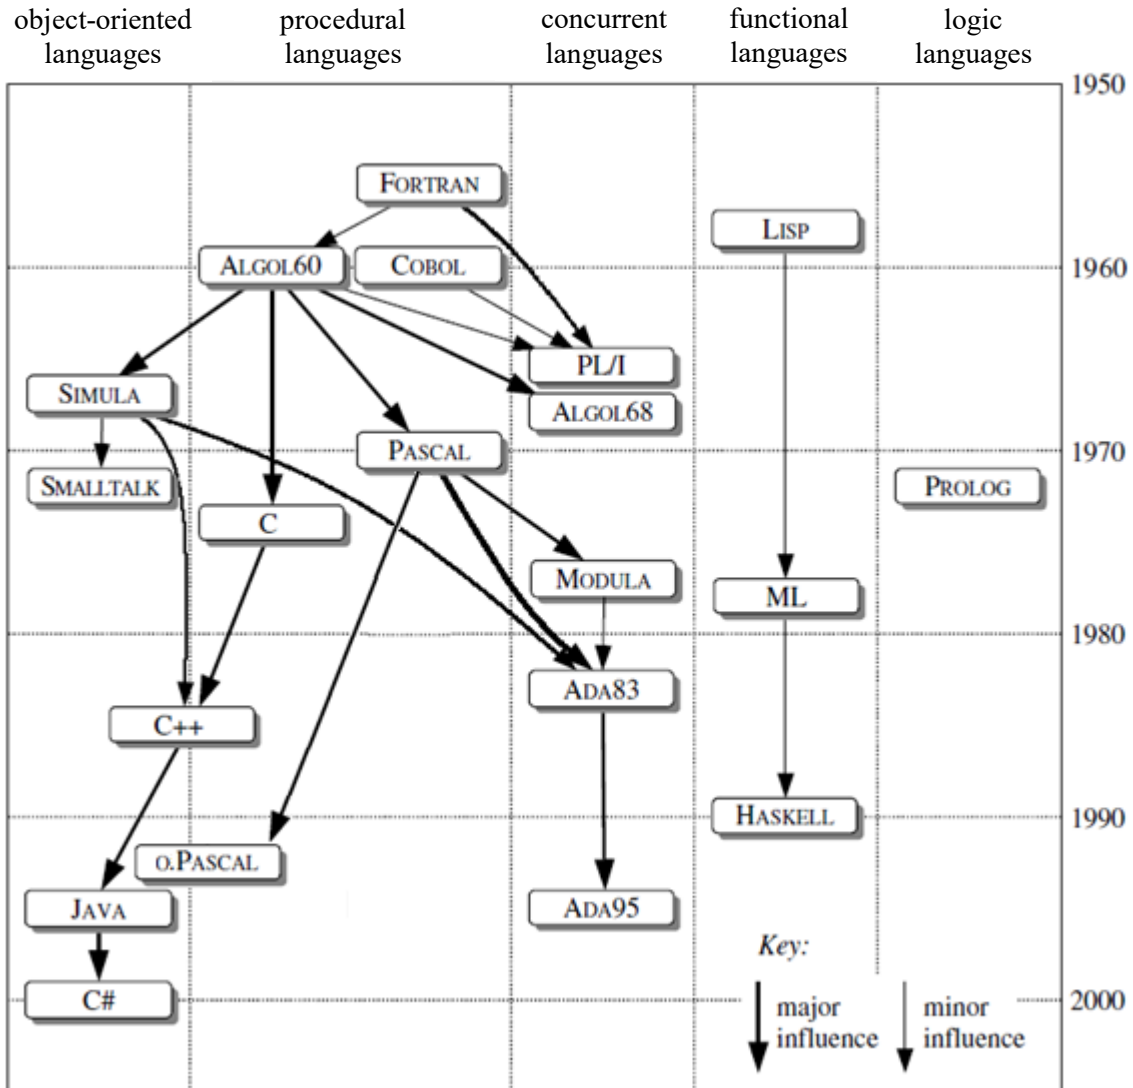 object-oriented
languages
procedural
languages
concurrent
languages
functional
languages
logic
languages
1950
FORTRAN
LISP
ALGOL60
COBOL
1960
PL/I
SIMULA
ALGOL68
PASCAL
1970
SMALLTALK
PROLOG
C
MODULA
ML
1980
ADA83
C++
HASKELL
1990
O.PASCAL
JAVA
ADA95
Key:
C#
major
influence
minor
influence
2000